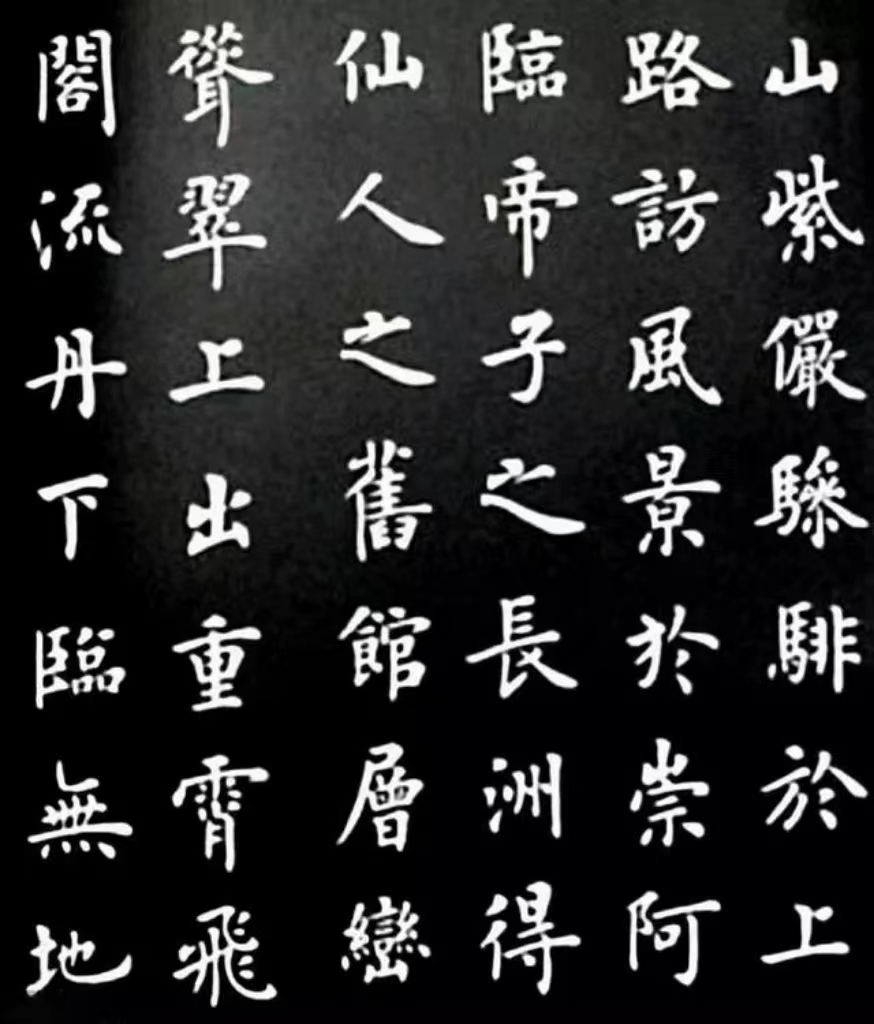 山紫儼驂騑於上
路訪風景於崇阿
臨帝子之長洲得
仙人之舊館層巒
聳翠上出重霄飛
閣流丹下臨無地